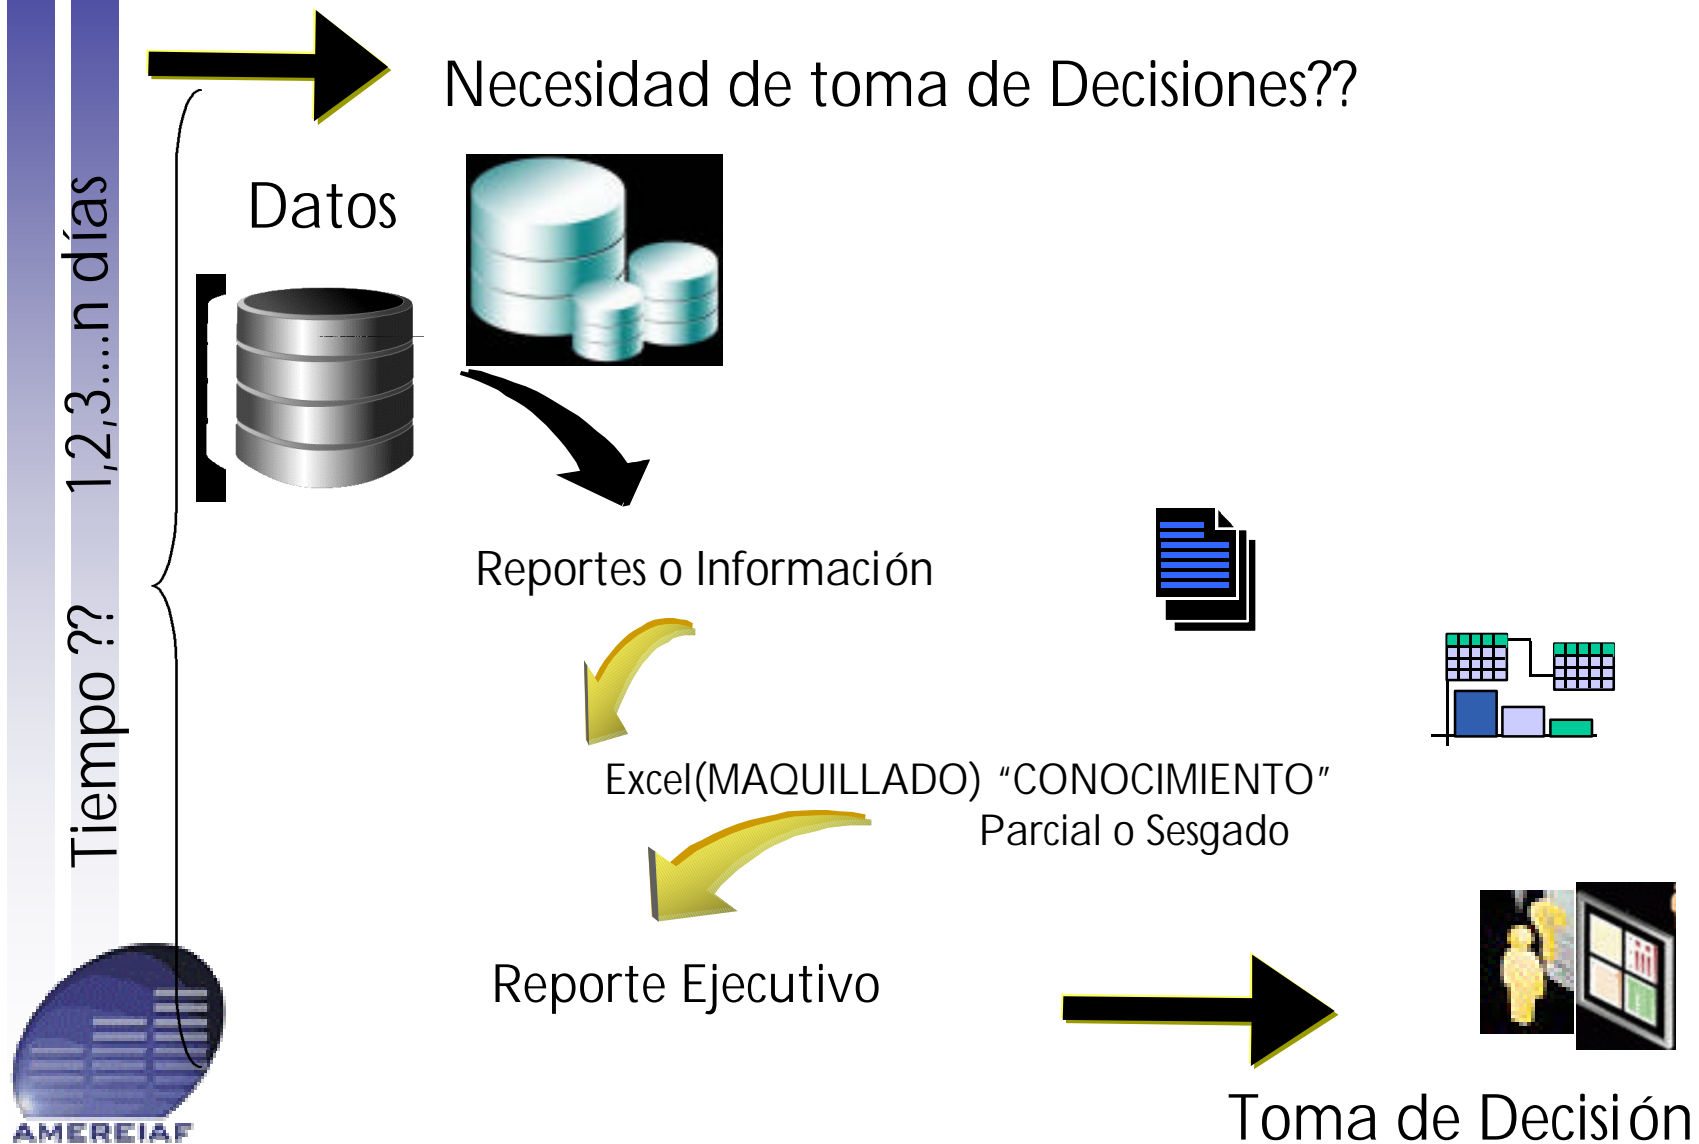 Necesidad de toma de Decisiones??
Datos
Tiempo ?? 1,2,3....n días
Reportes o Información
Excel(MAQUILLADO) “CONOCIMIENTO”
Parcial o Sesgado
Reporte Ejecutivo
Toma de Decisión
AMEREIAF